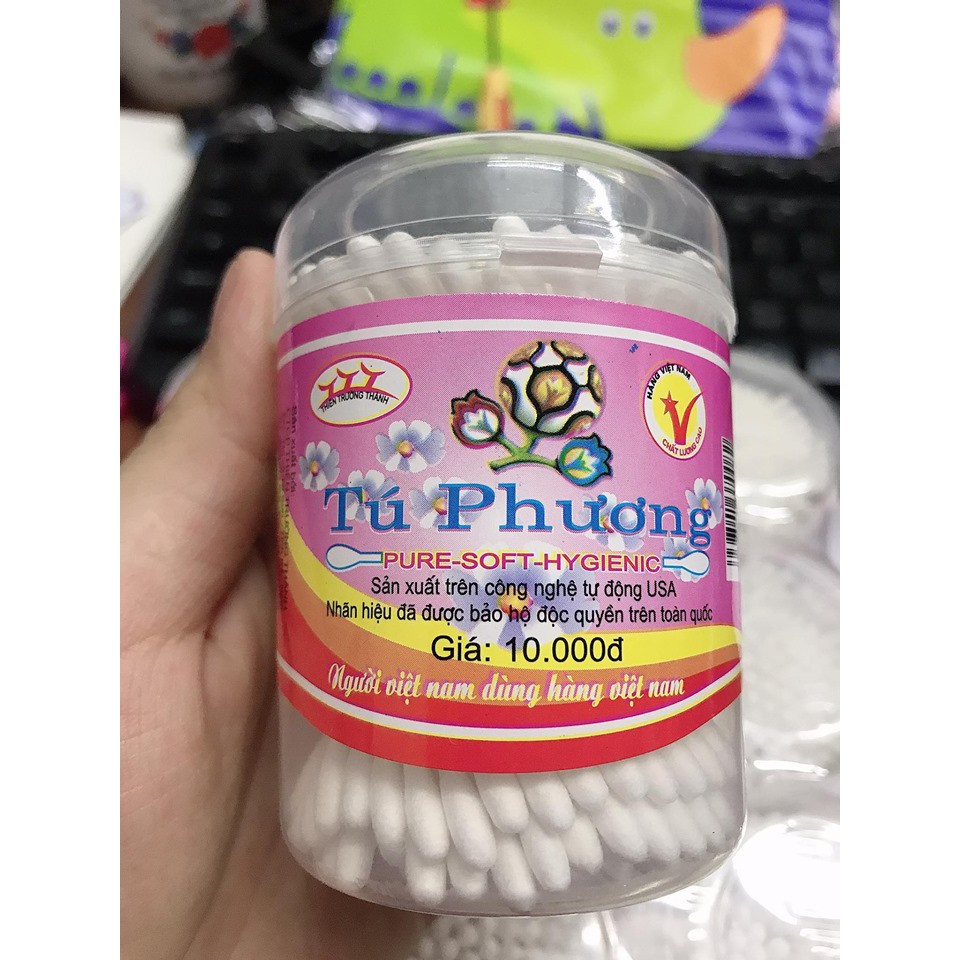 THIÊN TRƯỜNG THÀNH
HÀNG VIỆT NAM
CHẤT LƯỢNG CAO
Tú Phương
PURE-SOFT-HYGIENIC
Sản xuất trên công nghệ tự động USA
Nhãn hiệu đã được bảo hộ độc quyền trên toàn quốc
Giá: 10.000đ
Người việt nam dùng hàng việt nam